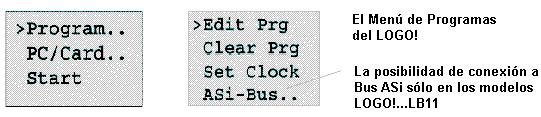 >Program..
PC/Card..
Start
>Edit Prg
Clear Prg
Set Clock
ASi-Bus..
El Menú de Programas
del LOGO!
La posibilidad de conexión a
Bus ASi sólo en los modelos
LOGO!...LB11